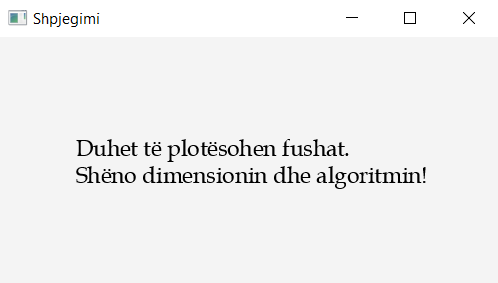 Shpjegimi
Duhet të plotësohen fushat.
Shëno dimensionin dhe algoritmin!